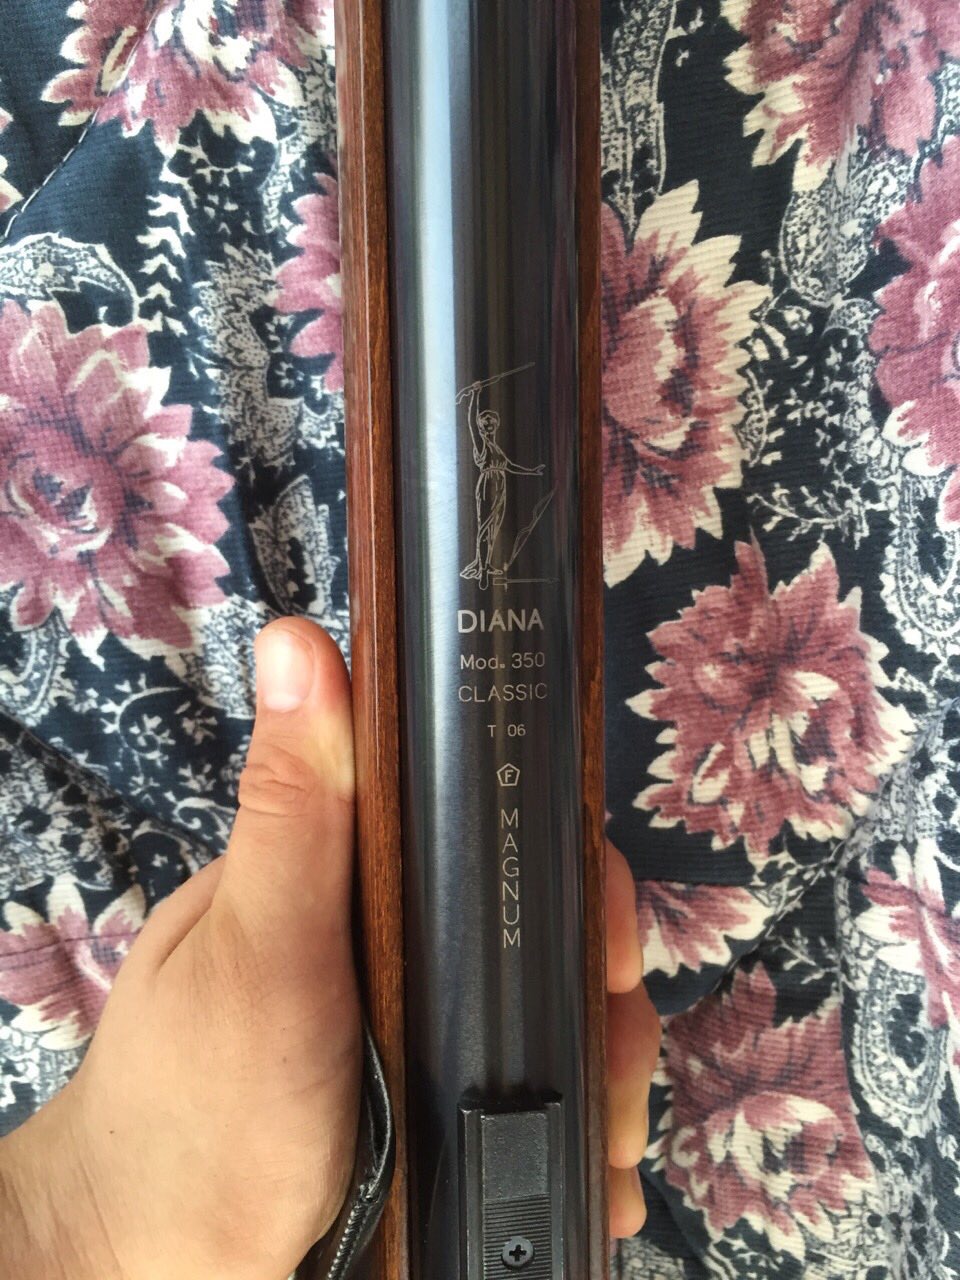 DIANA
Mod. 350
CLASSIC
T 06
F
MAGNUM